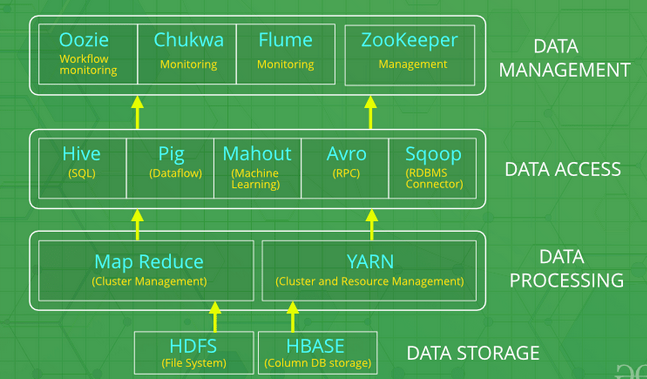 Oozie
Workflow
monitoring
Chukwa
Monitoring
Flume
Monitoring
ZooKeeper
Management
DATA
MANAGEMENT
Hive
(SQL)
Pig
(Dataflow)
Mahout
(Machine
Learning)
Avro
(RPC)
Sqoop
(RDBMS
Connector)
DATA ACCESS
Map Reduce
(Cluster Management)
YARN
(Cluster and Resource Management)
DATA
PROCESSING
HDFS
(File System)
HBASE
(Column DB storage)
DATA STORAGE